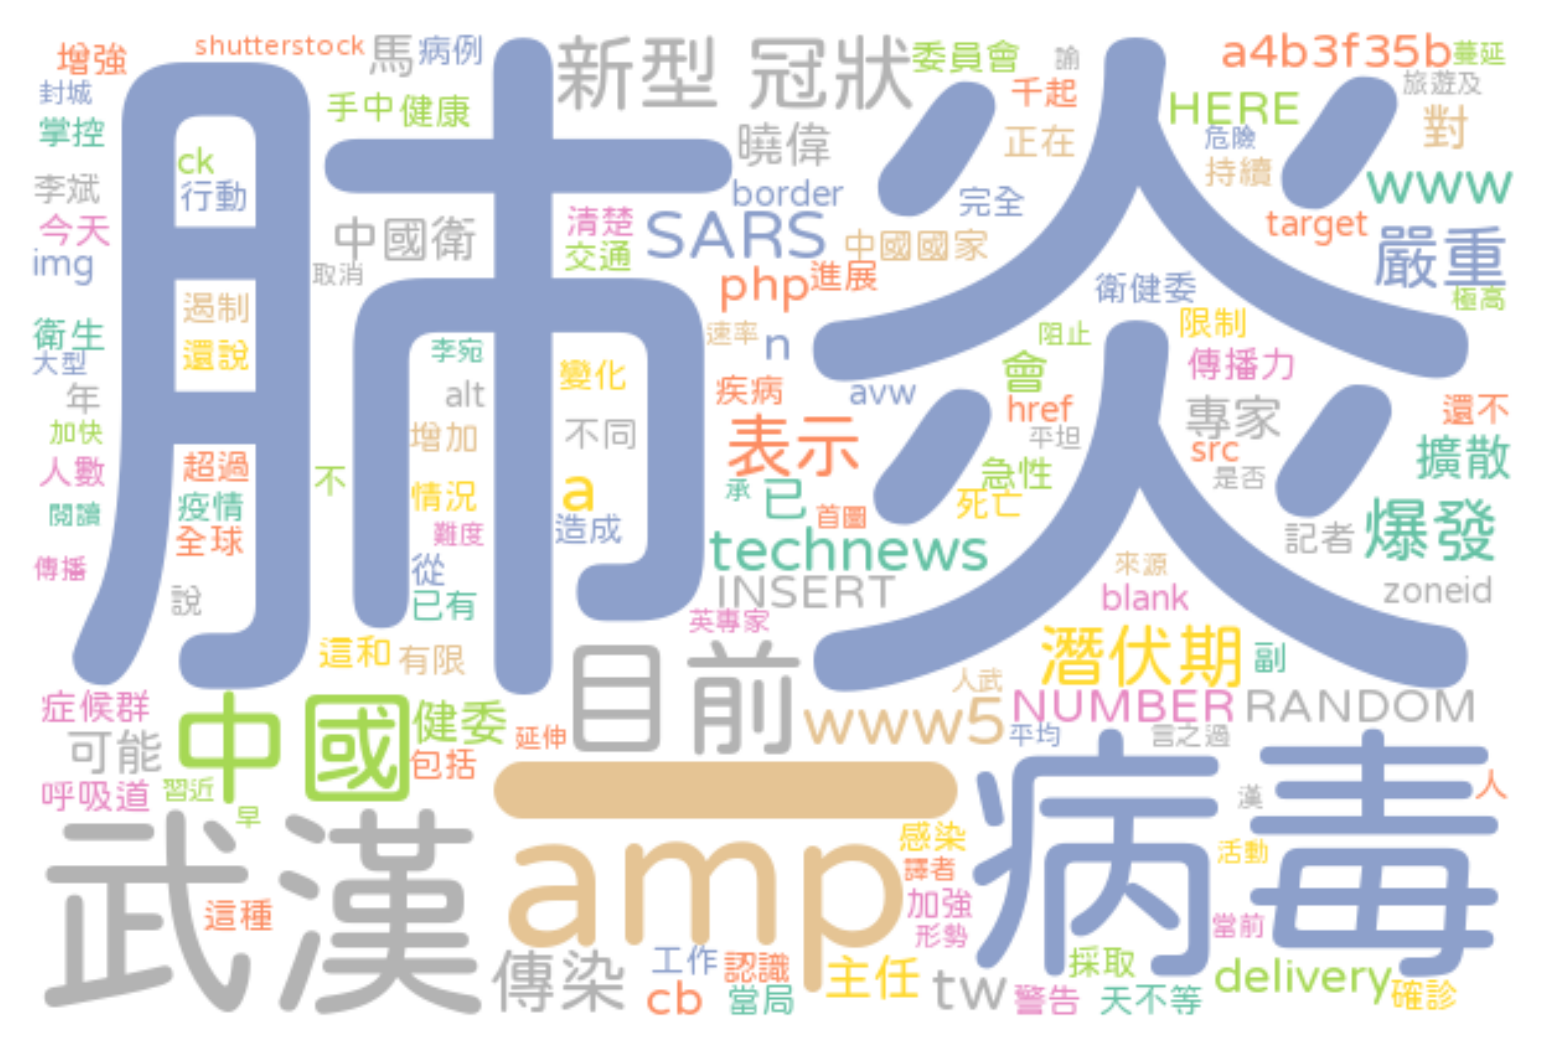 增強
shutterstock
馬
病例
新型 冠狀
委員會
諭
a4b3f35b
蔓延
封城
手中
健康
千起
HERE
旅遊及
掌控
肺炎
曉偉
正在
危險
對
ck
行動
李斌
border
完全
持續
www
今天
中國衛
清楚
SARS
中國國家
target
嚴重
img
取消
交通
php
進展
衛健委
極高
遏制
衛生
還說
李宛
速率
n
阻止
限制
大型
變化
會
傳播力
年
alt
疾病
avw
href
專家
還不
加快
增加
不同
表示
平坦
src
擴散
人數
超過
不
情況
a
承
已
急性
是否
閱讀
疫情
難度
造成
首圖
死亡
記者
爆發
全球
technews
傳播
從
INSERT
來源
zoneid
說
已有
英專家
blank
這和
有限
目前
潛伏期
副
症候群
中國
健委
人武
NUMBER
RANDOM
可能
延伸
www5
平均
言之過
包括
呼吸道
習近
一
病毒
漢
人
早
武漢
amp
感染
活動
譯者
這種
加強
當前
形勢
傳染
工作
認識
主任
採取
delivery
cb
當局
tw
警告
天不等
確診